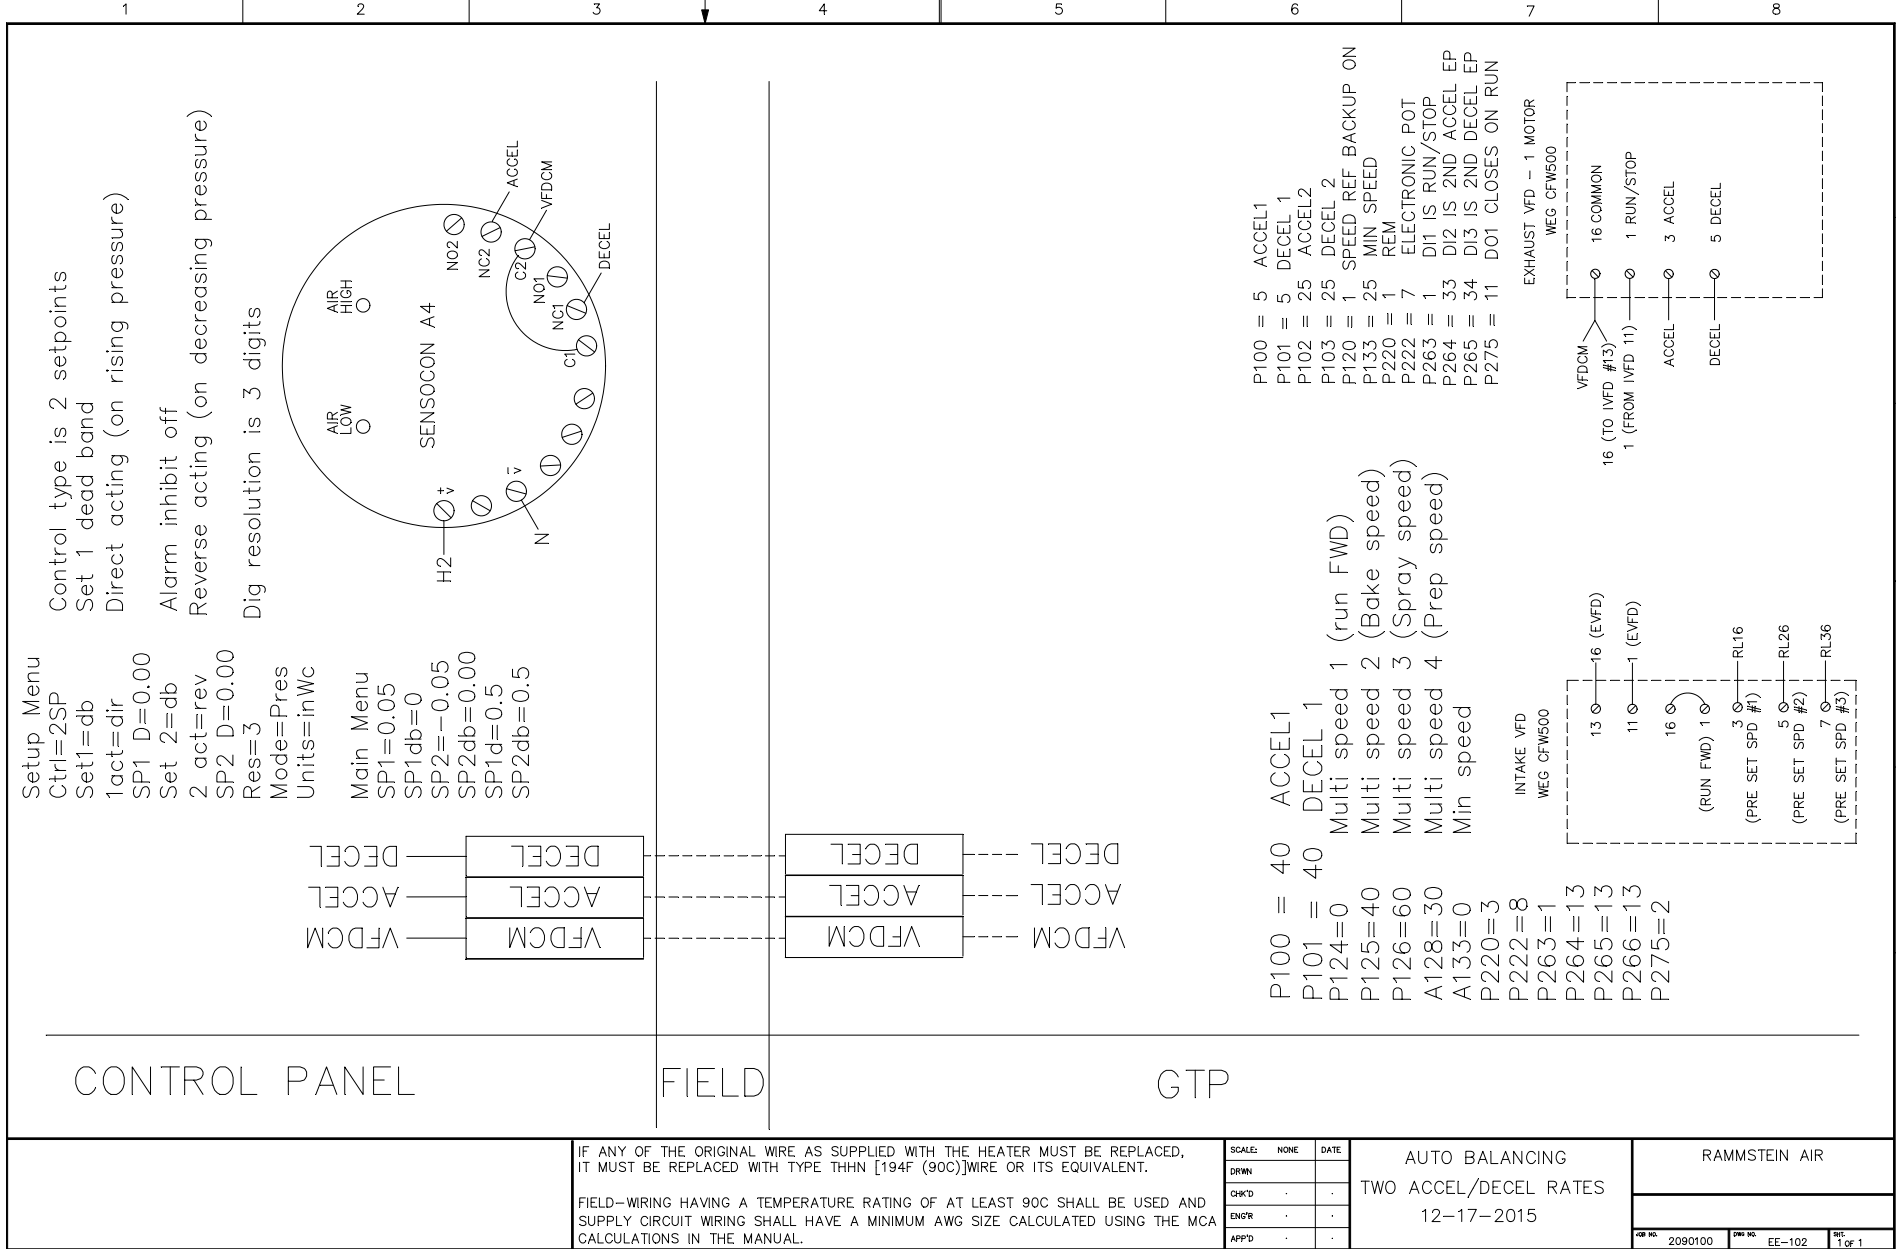 1 2 3 4 5 6 7 8
Setup Menu
Ctrl=2SP Control type is 2 setpoints
Set1=db Set 1 dead band
1act=dir Direct acting (on rising pressure)
SP1 D=0.00
Set 2=db Alarm inhibit off
2 act=rev Reverse acting (on decreasing pressure)
SP2 D=0.00
Res=3 Dig resolution is 3 digits
Mode=Pres
Units=inWc
Main Menu
SP1=0.05
SP1db=0
SP2=-0.05
SP2db=0.00
SP1d=0.5
SP2db=0.5
AIR LOW
AIR HIGH
SENSOCON A4
H2
+
V
N
-
V
NO2
NC2
C2
NO1
NC1
C1
ACCEL
VFDCM
DECEL
DECEL DECEL DECEL DECEL
ACCEL ACCEL ACCEL ACCEL
VFDCM VFDCM VFDCM VFDCM
P100 = 5 ACCEL1
P101 = 5 DECEL 1
P102 = 25 ACCEL2
P103 = 25 DECEL 2
P120 = 1 SPEED REF BACKUP ON
P133 = 25 MIN SPEED
P220 = 1 REM
P222 = 7 ELECTRONIC POT
P263 = 1 DI1 IS RUN/STOP
P264 = 33 DI2 IS 2ND ACCEL EP
P265 = 34 DI3 IS 2ND DECEL EP
P275 = 11 DO1 CLOSES ON RUN
EXHAUST VFD - 1 MOTOR
WEG CFW500
VFDCM
16 (TO IVFD #13)
16 COMMON
1 (FROM IVFD 11)
1 RUN/STOP
ACCEL
3 ACCEL
DECEL
5 DECEL
P100 = 40 ACCEL1
P101 = 40 DECEL 1
P124=0 Multi speed 1 (run FWD)
P125=40 Multi speed 2 (Bake speed)
P126=60 Multi speed 3 (Spray speed)
A128=30 Multi speed 4 (Prep speed)
A133=0 Min speed
P220=3
P222=8
P263=1
P264=13
P265=13
P266=13
P275=2
INTAKE VFD
WEG CFW500
13 16 (EVFD)
11 1 (EVFD)
16
(RUN FWD) 1
3 RL16
(PRE SET SPD #1)
5 RL26
(PRE SET SPD #2)
7 RL36
(PRE SET SPD #3)
CONTROL PANEL
FIELD
GTP
IF ANY OF THE ORIGINAL WIRE AS SUPPLIED WITH THE HEATER MUST BE REPLACED,
IT MUST BE REPLACED WITH TYPE THHN [194F (90C)]WIRE OR ITS EQUIVALENT.
FIELD-WIRING HAVING A TEMPERATURE RATING OF AT LEAST 90C SHALL BE USED AND
SUPPLY CIRCUIT WIRING SHALL HAVE A MINIMUM AWG SIZE CALCULATED USING THE MCA
CALCULATIONS IN THE MANUAL.
SCALE: NONE DATE
DRWN
CHK'D . .
ENG'R . .
APP'D . .
AUTO BALANCING
TWO ACCEL/DECEL RATES
12-17-2015
RAMMSTEIN AIR
JOB NO. 2090100
DWG NO. EE-102
SHT. 1 OF 1